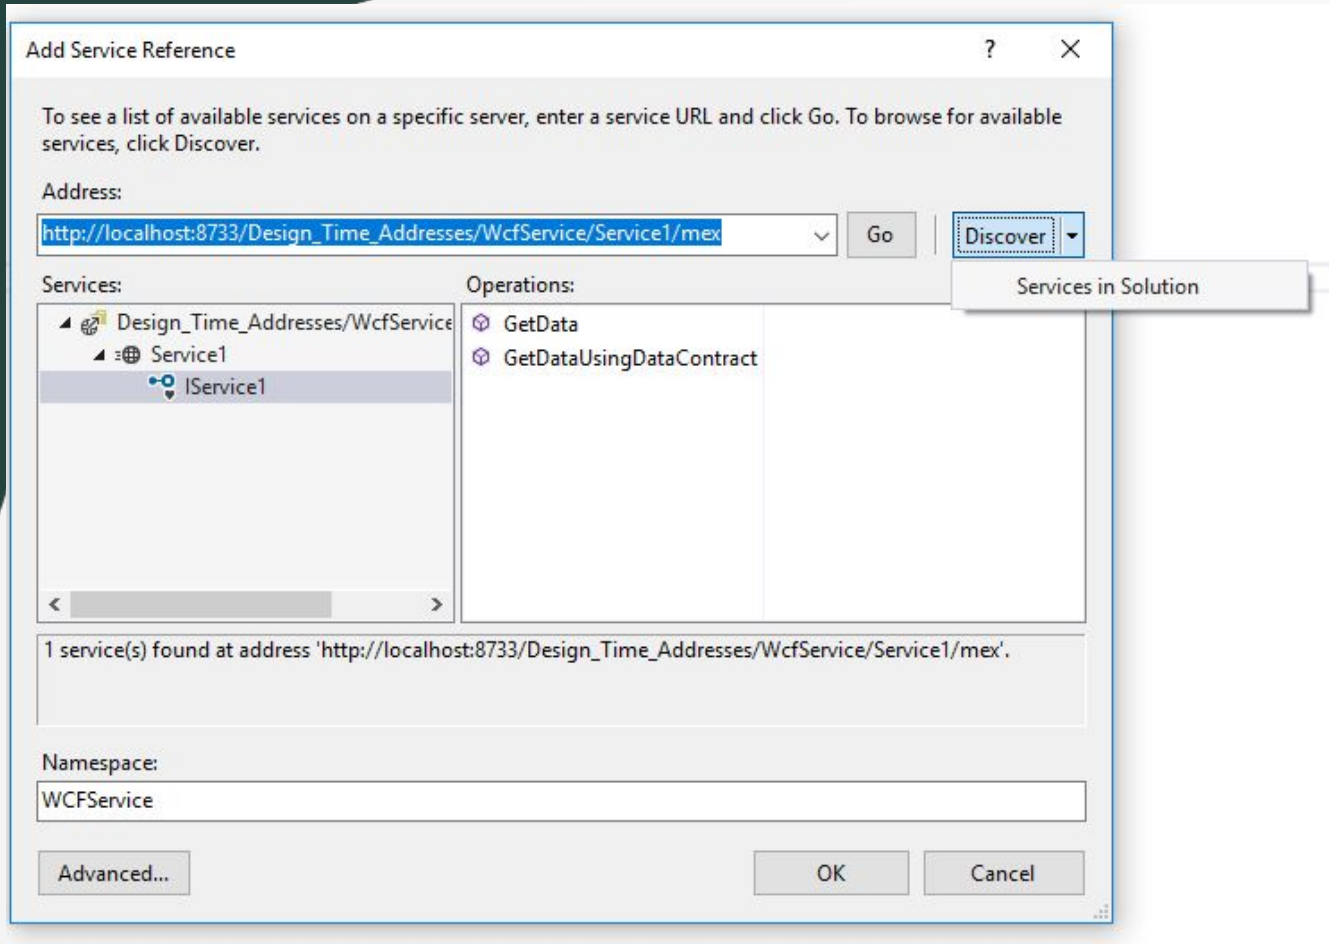 Add Service Reference
To see a list of available services on a specific server, enter a service URL and click Go. To browse for available
services, click Discover.
Address:
http://localhost:8733/Design_Time_Addresses/WcfService/Service1/mex
Go
Discover
Services in Solution
Services:
Operations:
Design_Time_Addresses/WcfService
Service1
IService1
GetData
GetDataUsingDataContract
1 service(s) found at address 'http://localhost:8733/Design_Time_Addresses/WcfService/Service1/mex'.
Namespace:
WCFService
Advanced...
OK
Cancel